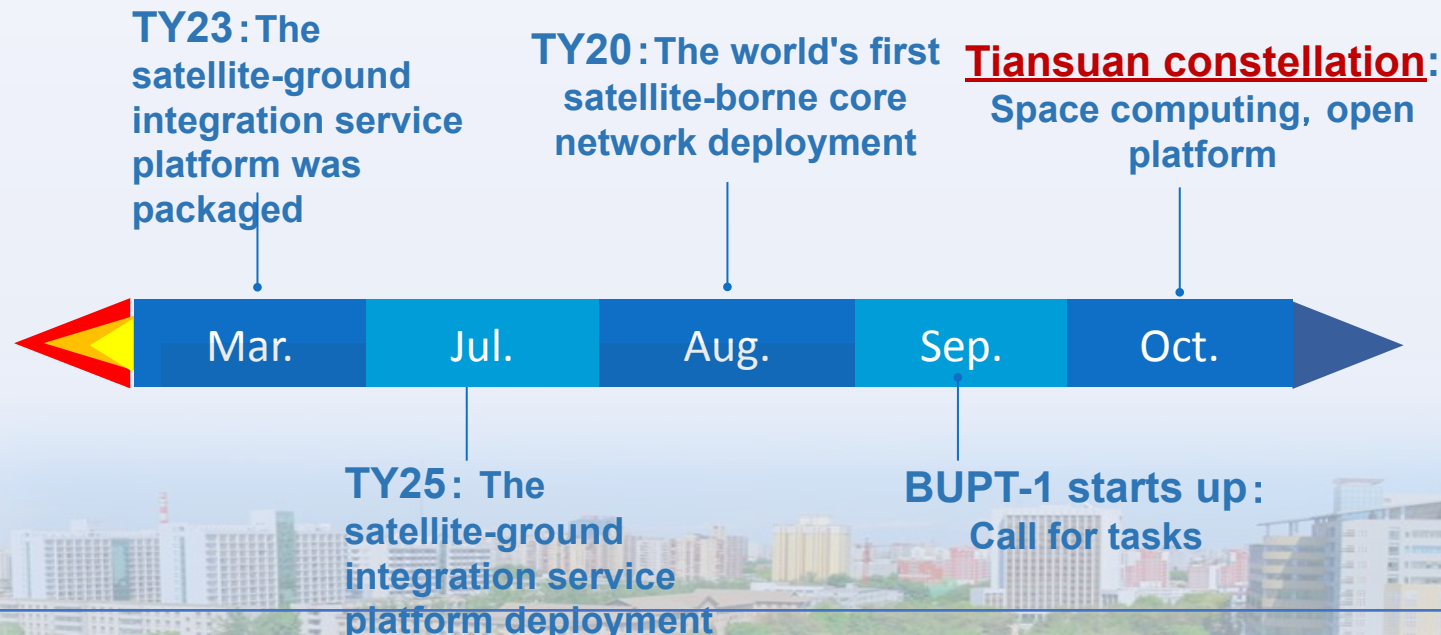 TY23：The
satellite-ground
integration service
platform was
packaged
TY20：The world's first
satellite-borne core
network deployment
Tiansuan constellation:
Space computing, open
platform
Mar.
Jul.
Aug.
Sep.
Oct.
TY25：The
satellite-ground
integration service
platform deployment
BUPT-1 starts up：
Call for tasks